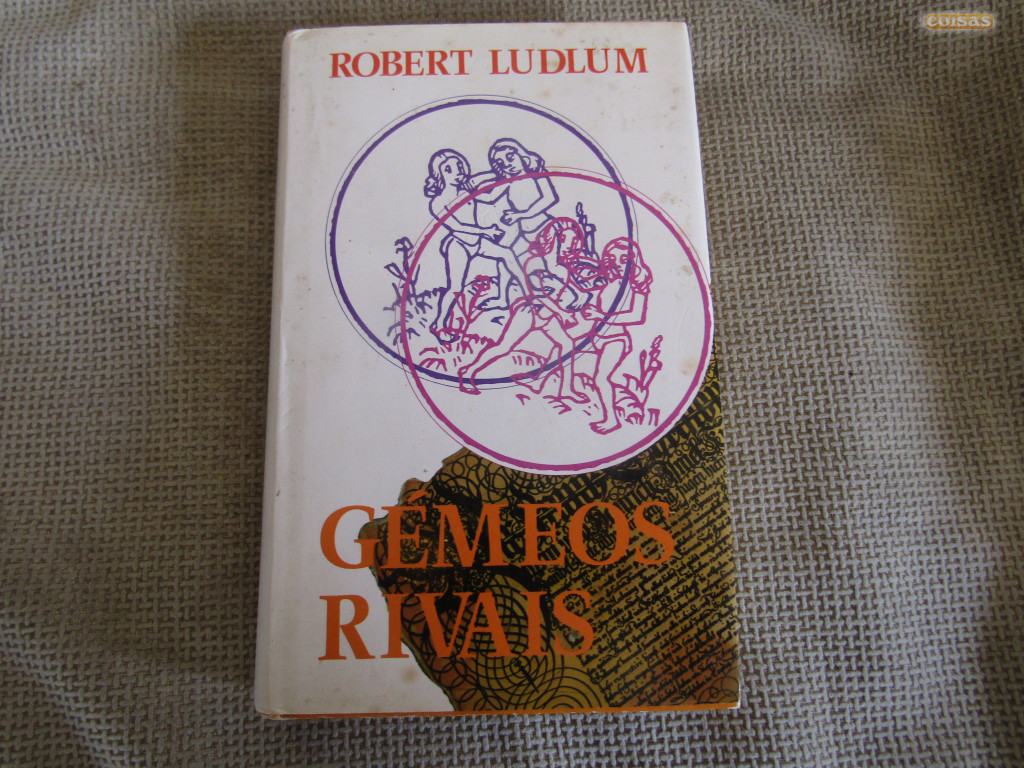 coisas
ROBERT LUDLUM
GÉMEOS
RIVAIS